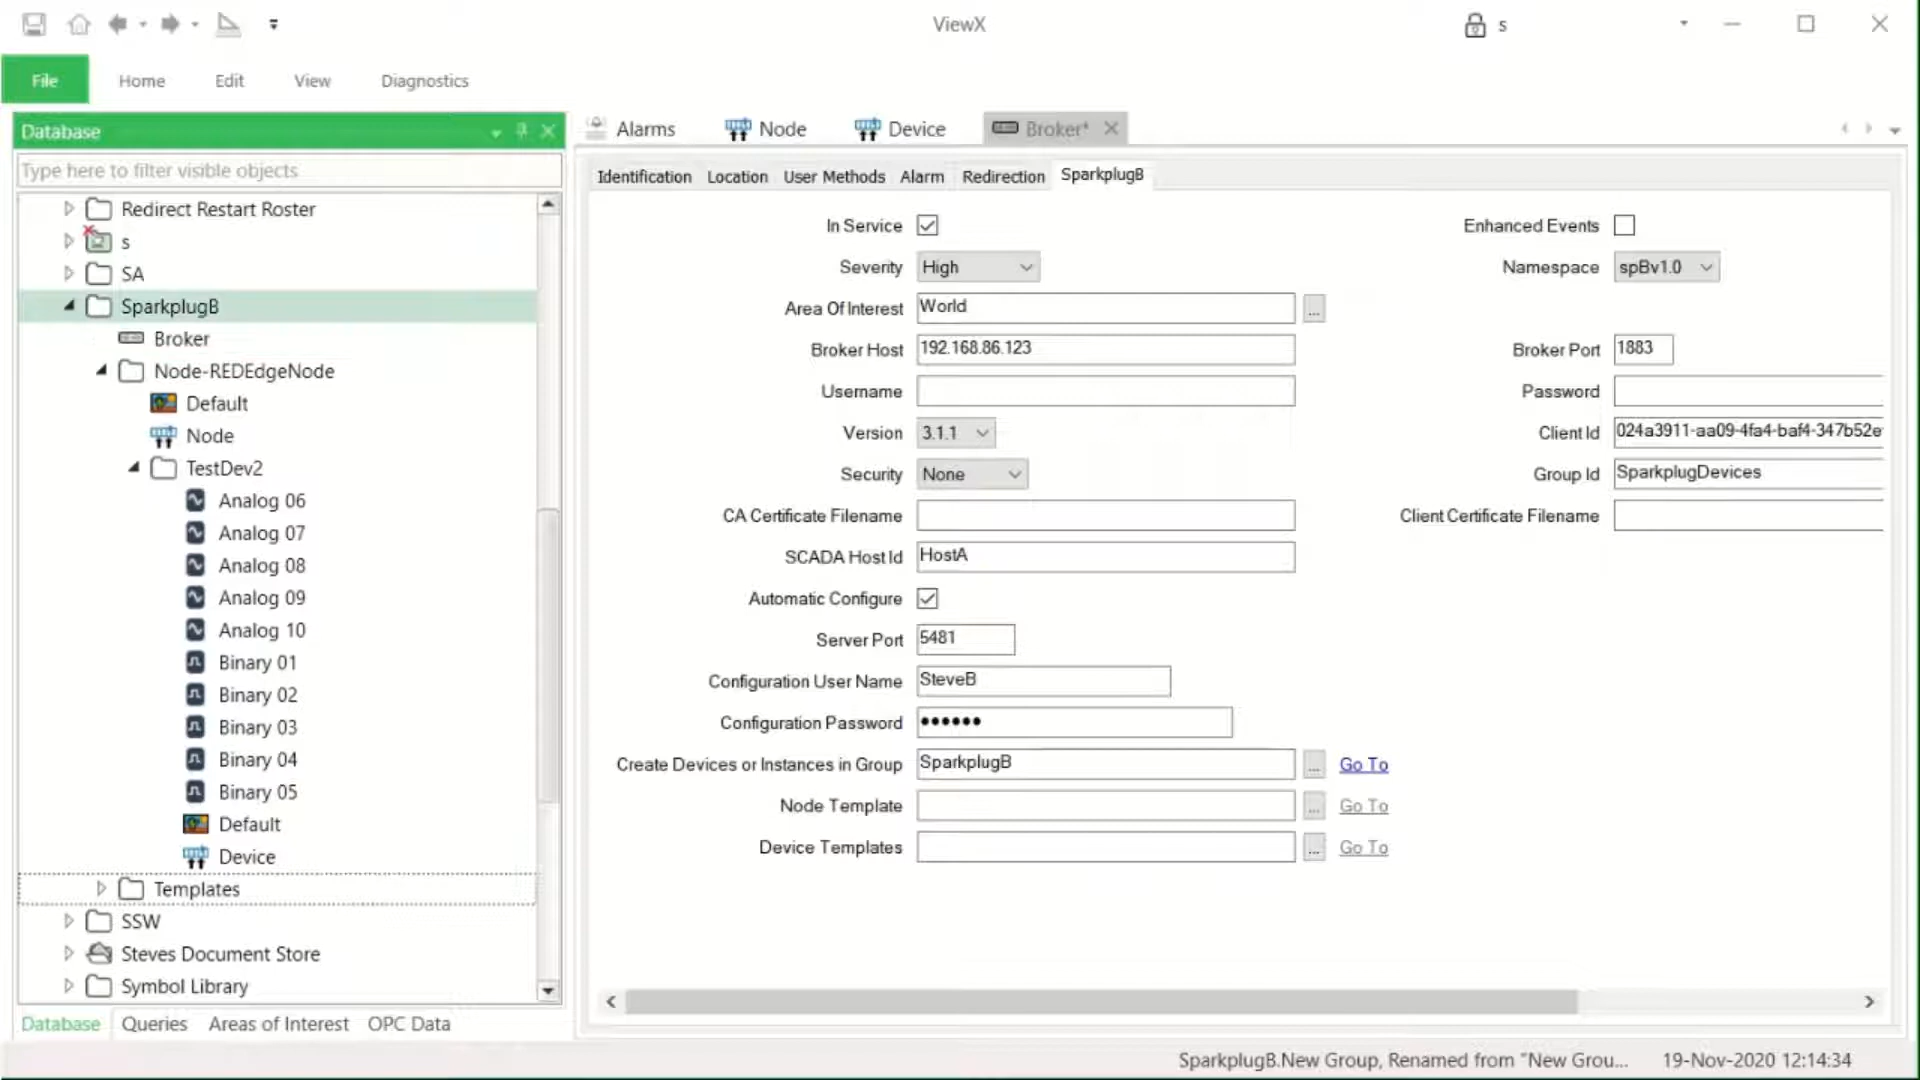 ViewX
s
File Home Edit View Diagnostics
Database
Type here to filter visible objects
Redirect Restart Roster
s
SA
SparkplugB
Broker
Node-REDEdgeNode
Default
Node
TestDev2
Analog 06
Analog 07
Analog 08
Analog 09
Analog 10
Binary 01
Binary 02
Binary 03
Binary 04
Binary 05
Default
Device
Templates
SSW
Steves Document Store
Symbol Library
Database Queries Areas of Interest OPC Data
Alarms Node Device Broker*
Identification Location User Methods Alarm Redirection SparkplugB
In Service Enhanced Events
Severity High Namespace spBv1.0
Area Of Interest World ...
Broker Host 192.168.86.123 Broker Port 1883
Username Password
Version 3.1.1 Client Id 024a3911-aa09-4fa4-baf4-347b52e
Security None Group Id SparkplugDevices
CA Certificate Filename Client Certificate Filename
SCADA Host Id HostA
Automatic Configure
Server Port 5481
Configuration User Name SteveB
Configuration Password ••••••
Create Devices or Instances in Group SparkplugB ... Go To
Node Template ... Go To
Device Templates ... Go To
SparkplugB.New Group, Renamed from "New Grou... 19-Nov-2020 12:14:34